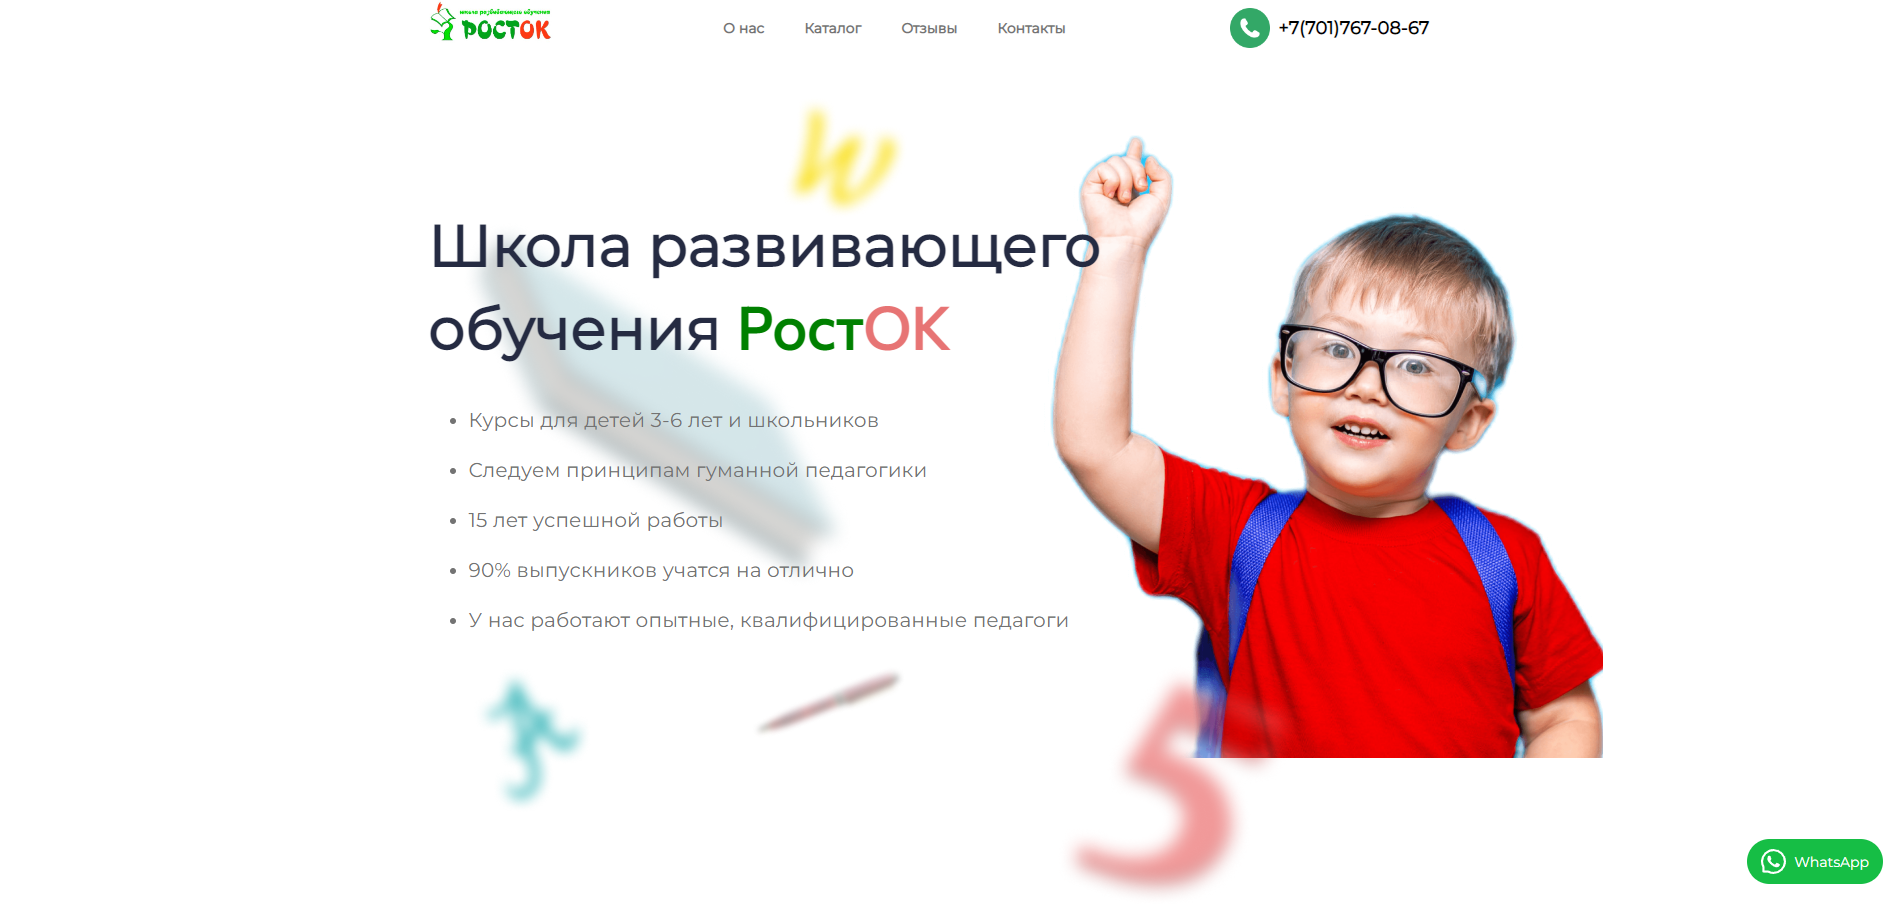 школа развивающего обучения
РОСТОК
О нас
Каталог
Отзывы
Контакты
+7(701)767-08-67
Школа развивающего
обучения РостОК
Курсы для детей 3-6 лет и школьников
Следуем принципам гуманной педагогики
15 лет успешной работы
90% выпускников учатся на отлично
У нас работают опытные, квалифицированные педагоги
5
WhatsApp